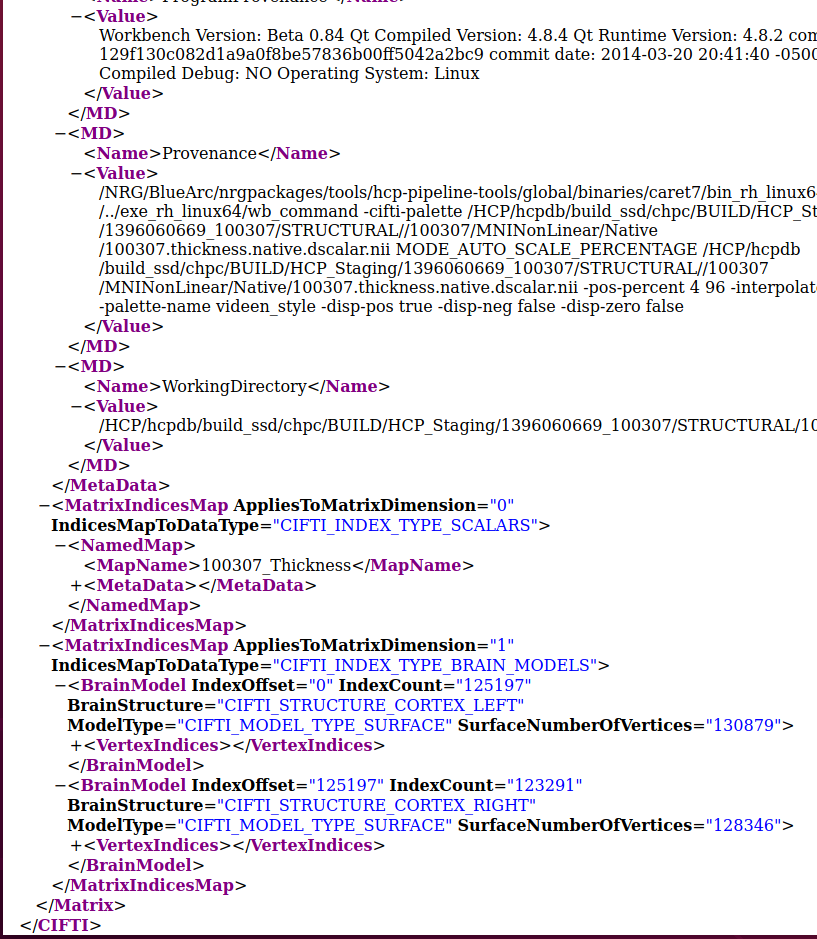 −<Value>
Workbench Version: Beta 0.84 Qt Compiled Version: 4.8.4 Qt Runtime Version: 4.8.2
129f130c082d1a9a0f8be57836b00ff5042a2bc9 commit date: 2014-03-20 20:41:40
Compiled Debug: NO Operating System: Linux
</Value>
</MD>
−<MD>
<Name>Provenance</Name>
−<Value>
/NRG/BlueArc/nrgpackages/tools/hcp-pipeline-tools/global/binaries/caret7/bin_rh_linux6
/../exe_rh_linux64/wb_command -cifti-palette /HCP/hcpdb/build_ssd/chpc/BUILD/HCP_St
/1396060669_100307/STRUCTURAL//100307/MNINonLinear/Native
/100307.thickness.native.dscalar.nii MODE_AUTO_SCALE_PERCENTAGE /HCP/hcpdb
/build_ssd/chpc/BUILD/HCP_Staging/1396060669_100307/STRUCTURAL//100307
/MNINonLinear/Native/100307.thickness.native.dscalar.nii -pos-percent 4 96 -interpolat
-palette-name videen_style -disp-pos true -disp-neg false -disp-zero false
</Value>
</MD>
−<MD>
<Name>WorkingDirectory</Name>
−<Value>
/HCP/hcpdb/build_ssd/chpc/BUILD/HCP_Staging/1396060669_100307/STRUCTURAL/10
</Value>
</MD>
</MetaData>
−<MatrixIndicesMap AppliesToMatrixDimension="0"
IndicesMapToDataType="CIFTI_INDEX_TYPE_SCALARS">
−<NamedMap>
<MapName>100307_Thickness</MapName>
+<MetaData></MetaData>
</NamedMap>
</MatrixIndicesMap>
−<MatrixIndicesMap AppliesToMatrixDimension="1"
IndicesMapToDataType="CIFTI_INDEX_TYPE_BRAIN_MODELS">
−<BrainModel IndexOffset="0" IndexCount="125197"
BrainStructure="CIFTI_STRUCTURE_CORTEX_LEFT"
ModelType="CIFTI_MODEL_TYPE_SURFACE" SurfaceNumberOfVertices="130879">
+<VertexIndices></VertexIndices>
</BrainModel>
−<BrainModel IndexOffset="125197" IndexCount="123291"
BrainStructure="CIFTI_STRUCTURE_CORTEX_RIGHT"
ModelType="CIFTI_MODEL_TYPE_SURFACE" SurfaceNumberOfVertices="128346">
+<VertexIndices></VertexIndices>
</BrainModel>
</MatrixIndicesMap>
</Matrix>
</CIFTI>